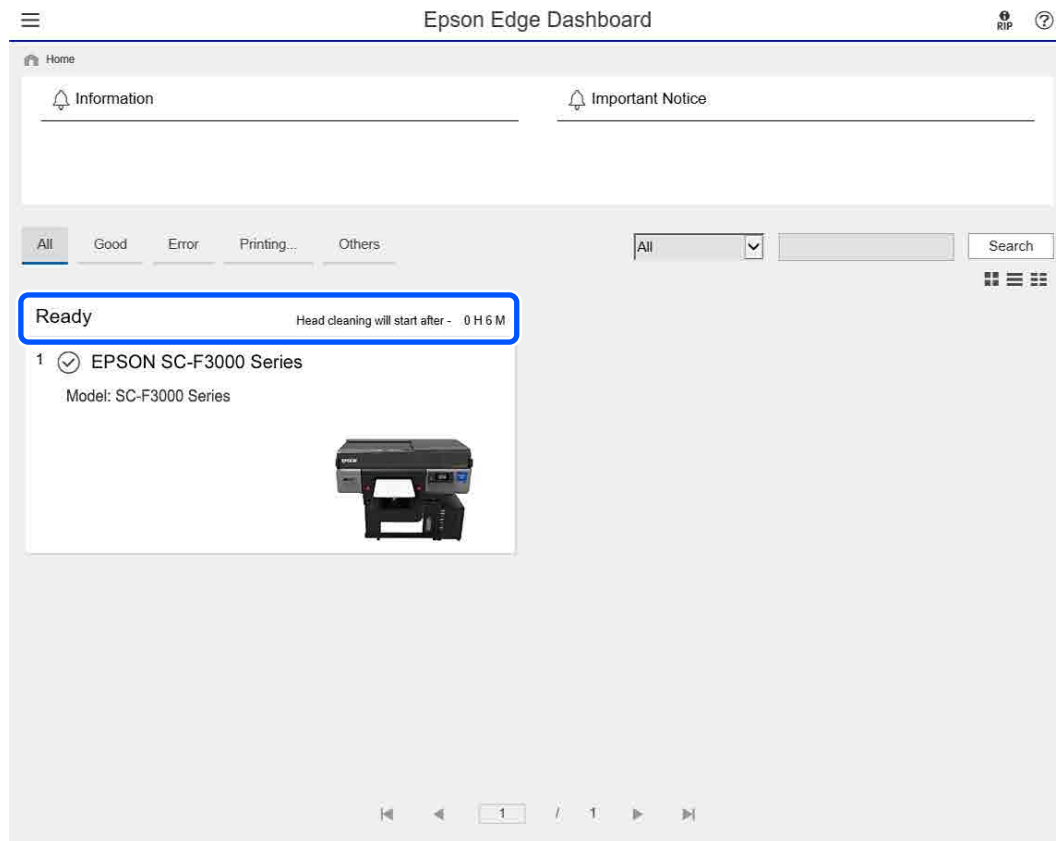 Epson Edge Dashboard
RIP
Home
Information
Important Notice
All Good Error Printing... Others
All
Search
Ready
Head cleaning will start after - 0 H 6 M
1 EPSON SC-F3000 Series
Model: SC-F3000 Series
EPSON
1 / 1